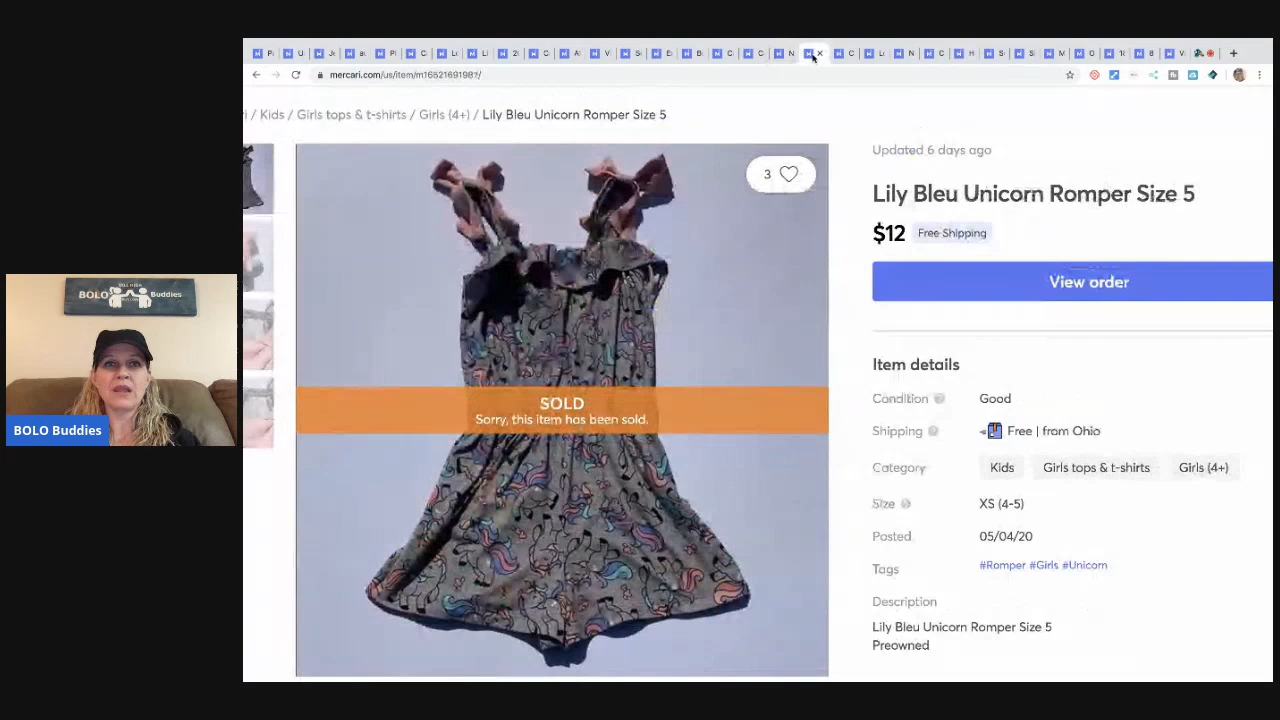 mercari.com/us/item/m16521691987/
/ Kids / Girls tops & t-shirts / Girls (4+) / Lily Bleu Unicorn Romper Size 5
Updated 6 days ago
3
Lily Bleu Unicorn Romper Size 5
$12 Free Shipping
View order
Item details
SOLD
Sorry, this item has been sold.
Condition Good
Shipping Free | from Ohio
Category Kids Girls tops & t-shirts Girls (4+)
Size XS (4-5)
Posted 05/04/20
Tags #Romper #Girls #Unicorn
Description
Lily Bleu Unicorn Romper Size 5
Preowned
BOLO Buddies
BOLO Buddies